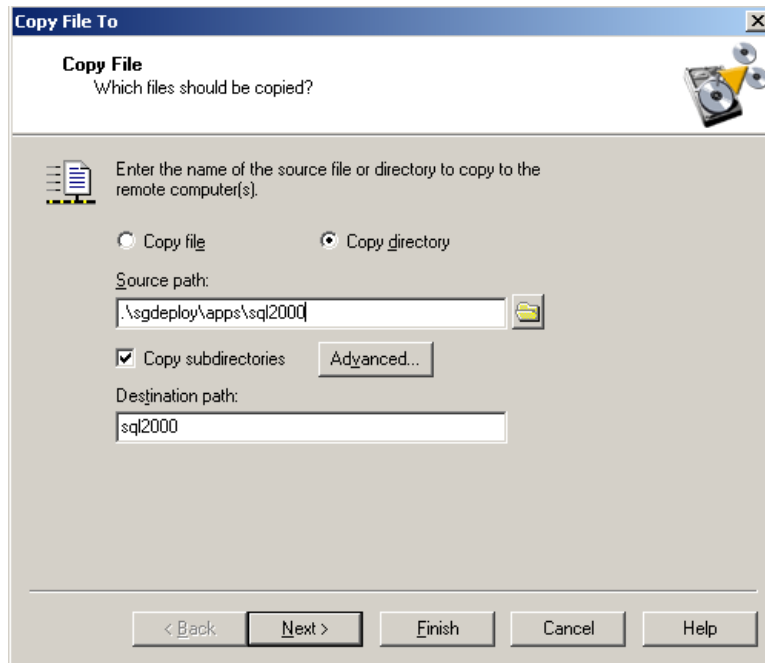 Copy File To
Copy File
Which files should be copied?
Enter the name of the source file or directory to copy to the
remote computer(s).
Copy file Copy directory
Source path:
.\sgdeploy\apps\sql2000
Copy subdirectories Advanced...
Destination path:
sql2000
< Back Next > Finish Cancel Help